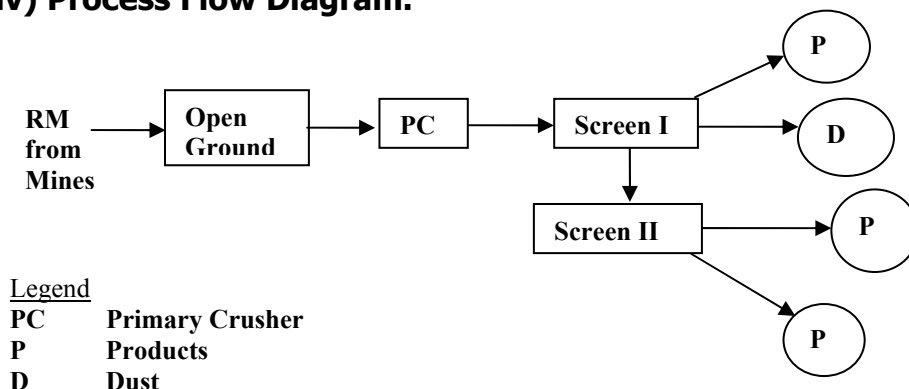 iv) Process Flow Diagram:
P
RM
from
Mines
Open
Ground
PC
Screen I
D
Screen II
P
P
Legend
PC Primary Crusher
P Products
D Dust